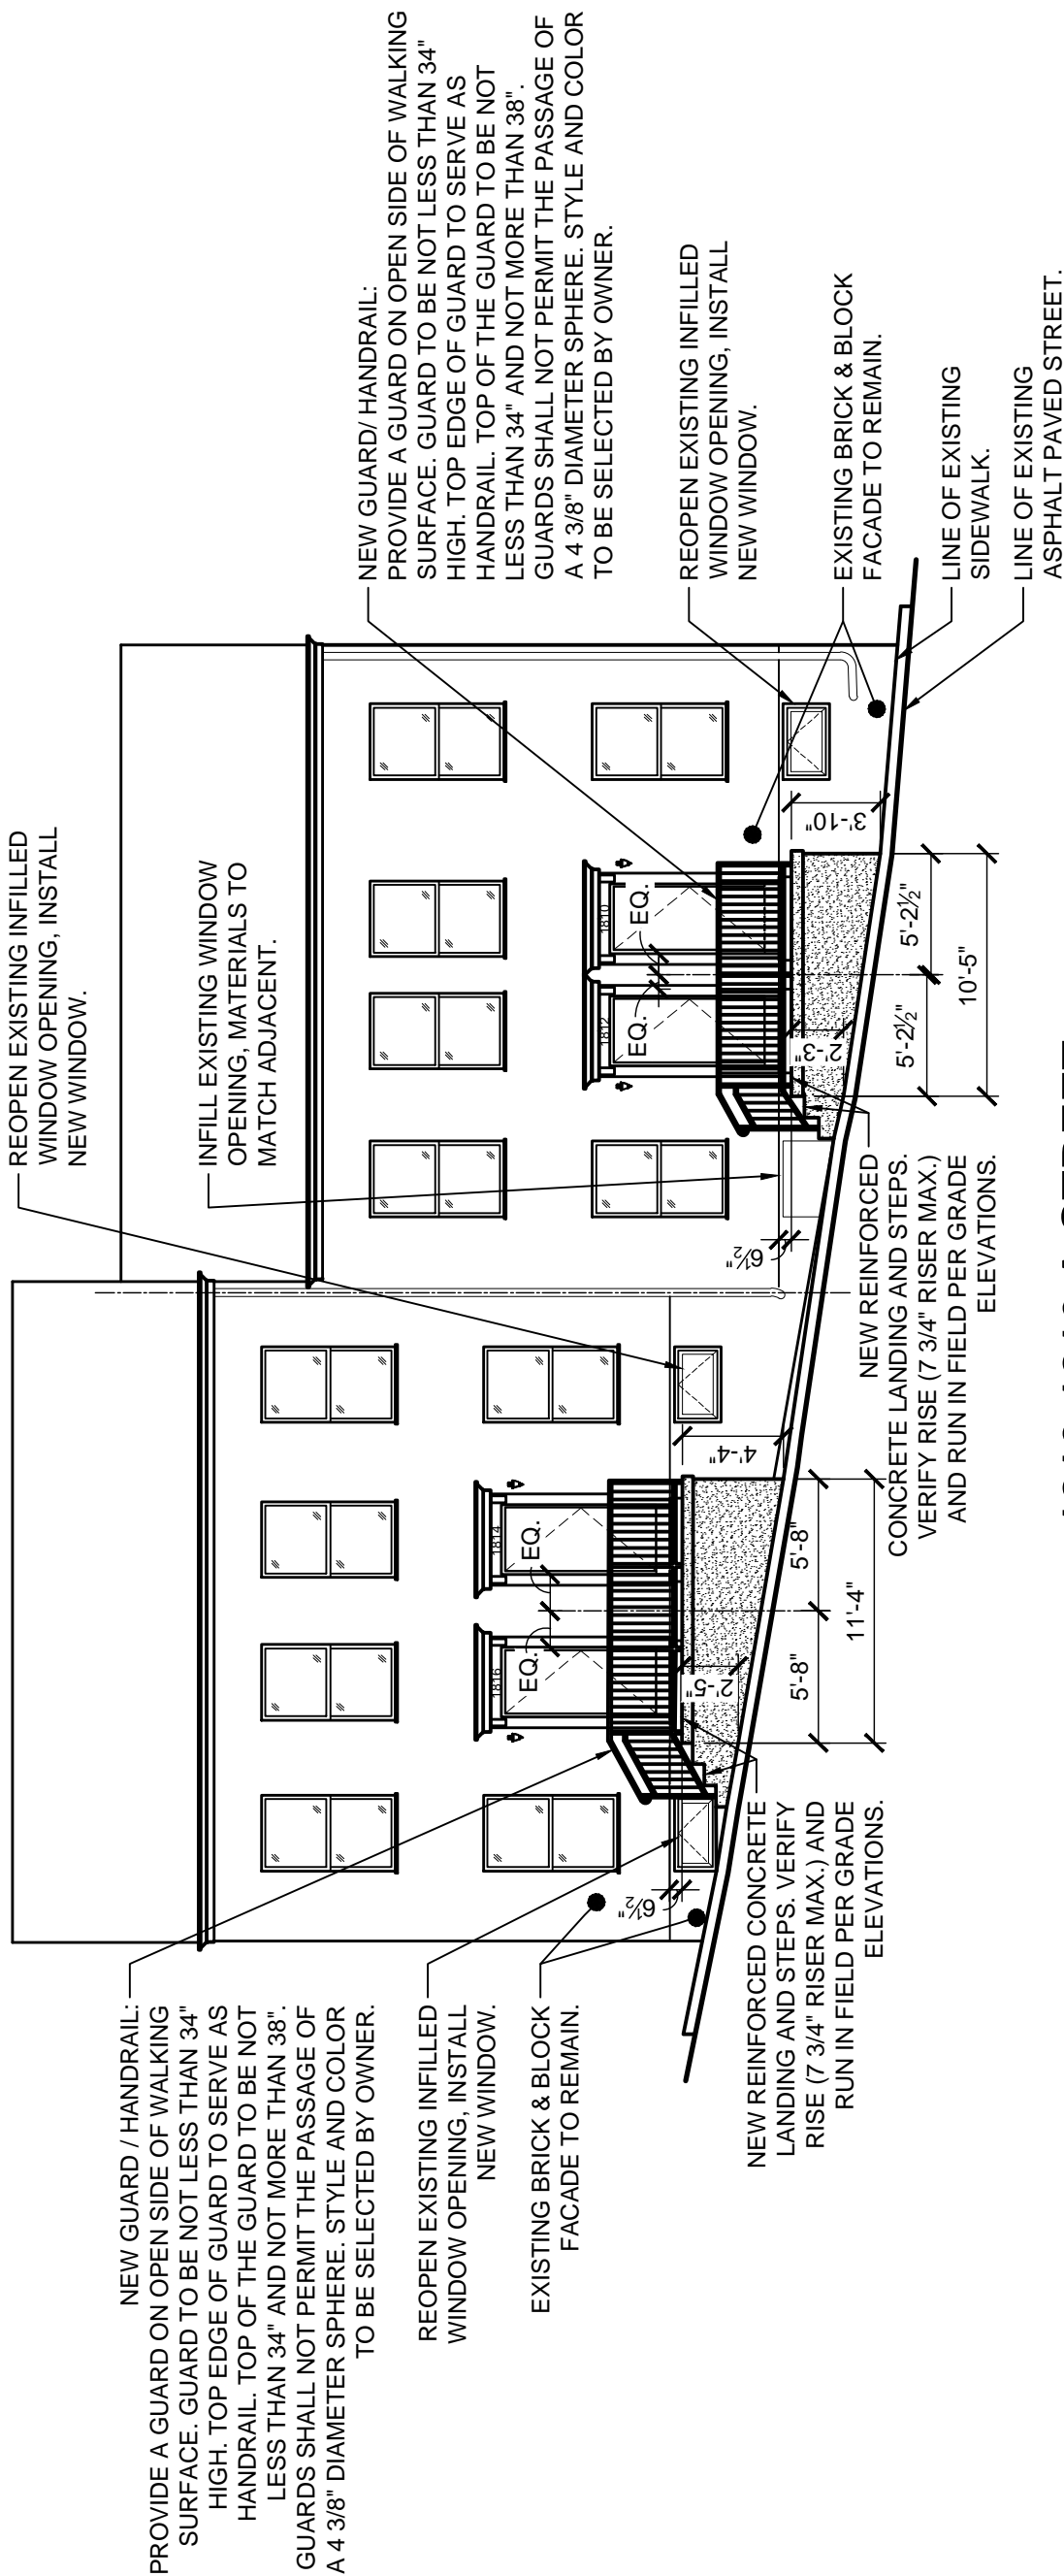 NEW GUARD / HANDRAIL:
PROVIDE A GUARD ON OPEN SIDE OF WALKING
SURFACE. GUARD TO BE NOT LESS THAN 34"
HIGH. TOP EDGE OF GUARD TO SERVE AS
HANDRAIL. TOP OF THE GUARD TO BE NOT
LESS THAN 34" AND NOT MORE THAN 38".
GUARDS SHALL NOT PERMIT THE PASSAGE OF
A 4 3/8" DIAMETER SPHERE. STYLE AND COLOR
TO BE SELECTED BY OWNER.
REOPEN EXISTING INFILLED
WINDOW OPENING, INSTALL
NEW WINDOW.
EXISTING BRICK & BLOCK
FACADE TO REMAIN.
NEW REINFORCED CONCRETE
LANDING AND STEPS. VERIFY
RISE (7 3/4" RISER MAX.) AND
RUN IN FIELD PER GRADE
ELEVATIONS.
6½"
1816
1814
EQ.
EQ.
2'-5"
4'-4"
5'-8"
5'-8"
11'-4"
REOPEN EXISTING INFILLED
WINDOW OPENING, INSTALL
NEW WINDOW.
INFILL EXISTING WINDOW
OPENING, MATERIALS TO
MATCH ADJACENT.
6½"
1812
1810
EQ.
EQ.
2'-3"
3'-10"
5'-2½"
5'-2½"
10'-5"
NEW REINFORCED
CONCRETE LANDING AND STEPS.
VERIFY RISE (7 3/4" RISER MAX.)
AND RUN IN FIELD PER GRADE
ELEVATIONS.
NEW GUARD/ HANDRAIL:
PROVIDE A GUARD ON OPEN SIDE OF WALKING
SURFACE. GUARD TO BE NOT LESS THAN 34"
HIGH. TOP EDGE OF GUARD TO SERVE AS
HANDRAIL. TOP OF THE GUARD TO BE NOT
LESS THAN 34" AND NOT MORE THAN 38".
GUARDS SHALL NOT PERMIT THE PASSAGE OF
A 4 3/8" DIAMETER SPHERE. STYLE AND COLOR
TO BE SELECTED BY OWNER.
REOPEN EXISTING INFILLED
WINDOW OPENING, INSTALL
NEW WINDOW.
EXISTING BRICK & BLOCK
FACADE TO REMAIN.
LINE OF EXISTING
SIDEWALK.
LINE OF EXISTING
ASPHALT PAVED STREET.